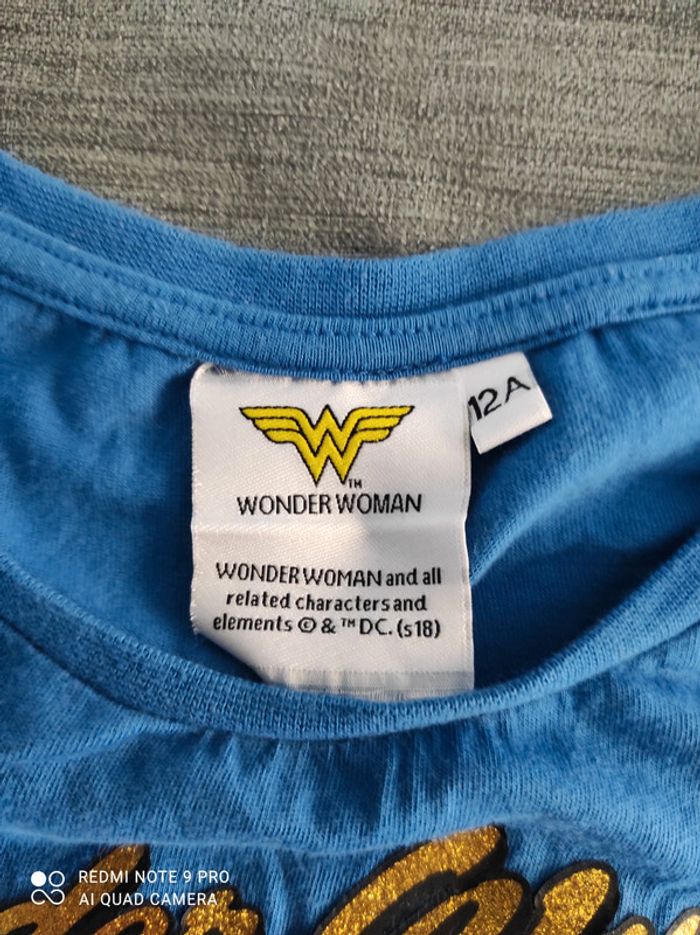 12A
TM
WONDER WOMAN
WONDER WOMAN and all
related characters and
elements © & ™ DC. (s18)
REDMI NOTE 9 PRO
AI QUAD CAMERA